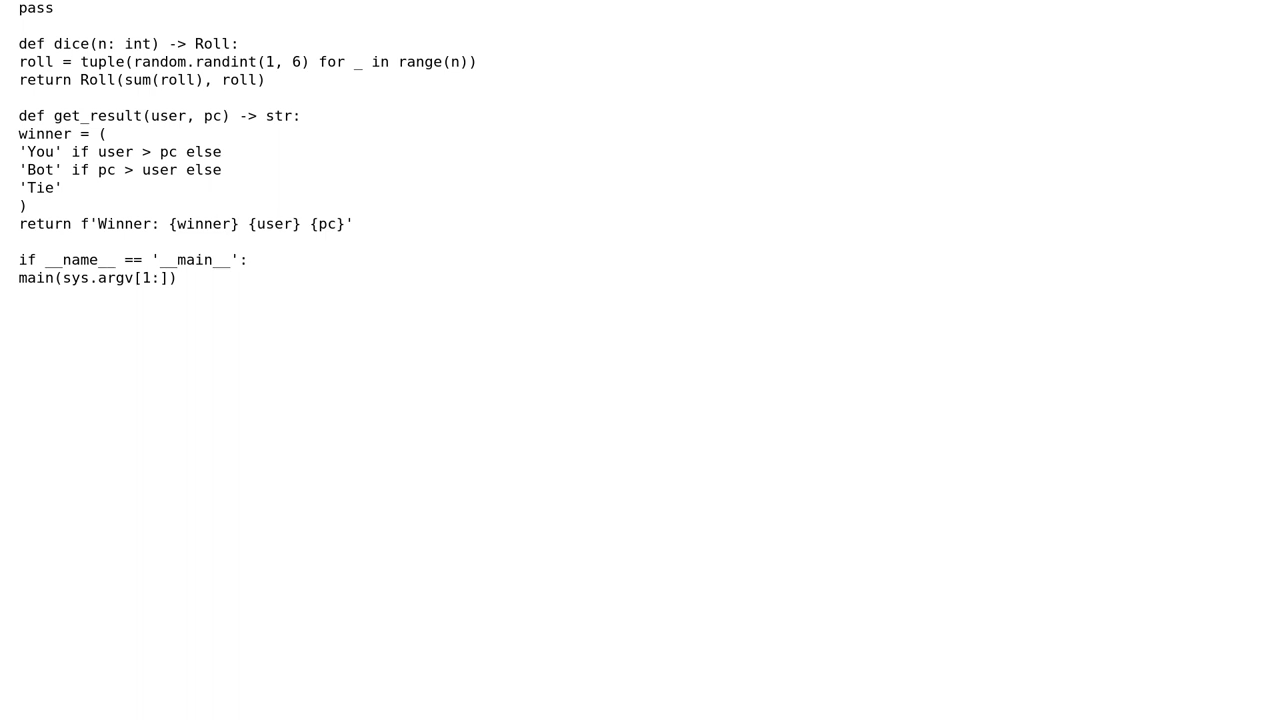 pass
def dice(n: int) -> Roll:
roll = tuple(random.randint(1, 6) for _ in range(n))
return Roll(sum(roll), roll)
def get_result(user, pc) -> str:
winner = (
'You' if user > pc else
'Bot' if pc > user else
'Tie'
)
return f'Winner: {winner} {user} {pc}'
if __name__ == '__main__':
main(sys.argv[1:])